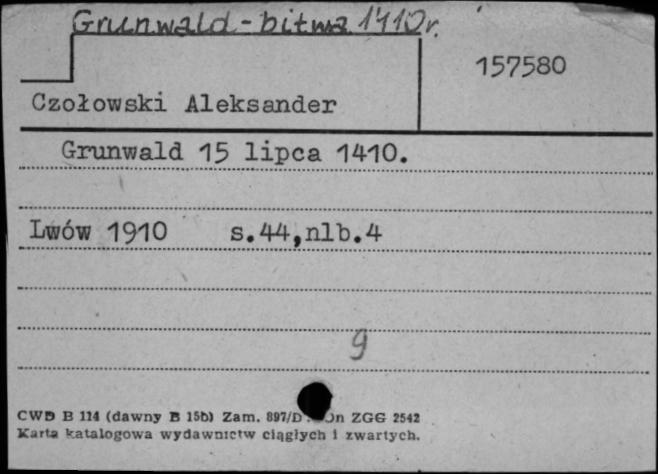 Grunwald - bitwa 1410r.
157580
Czołowski Aleksander
Grunwald 15 lipca 1410.
Lwów 1910 s.44,nlb.4
9
CWD B 114 (dawny B 15b) Zam. 897/D ZGG 2542
Karta katalogowa wydawnictw ciągłych i zwartych.